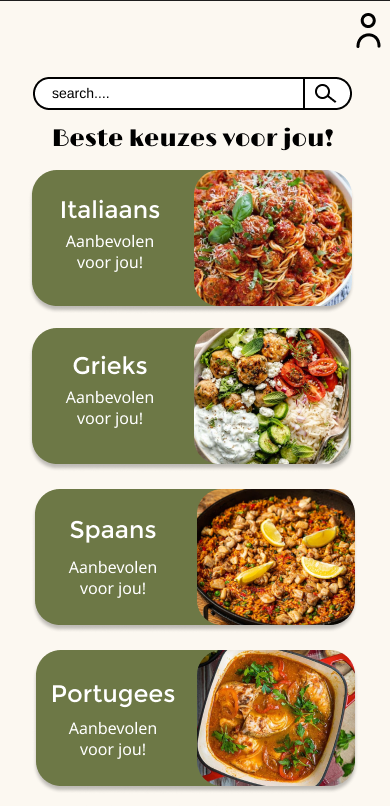 search....
Beste keuzes voor jou!
Italiaans
Aanbevolen
voor jou!
Grieks
Aanbevolen
voor jou!
Spaans
Aanbevolen
voor jou!
Portugees
Aanbevolen
voor jou!